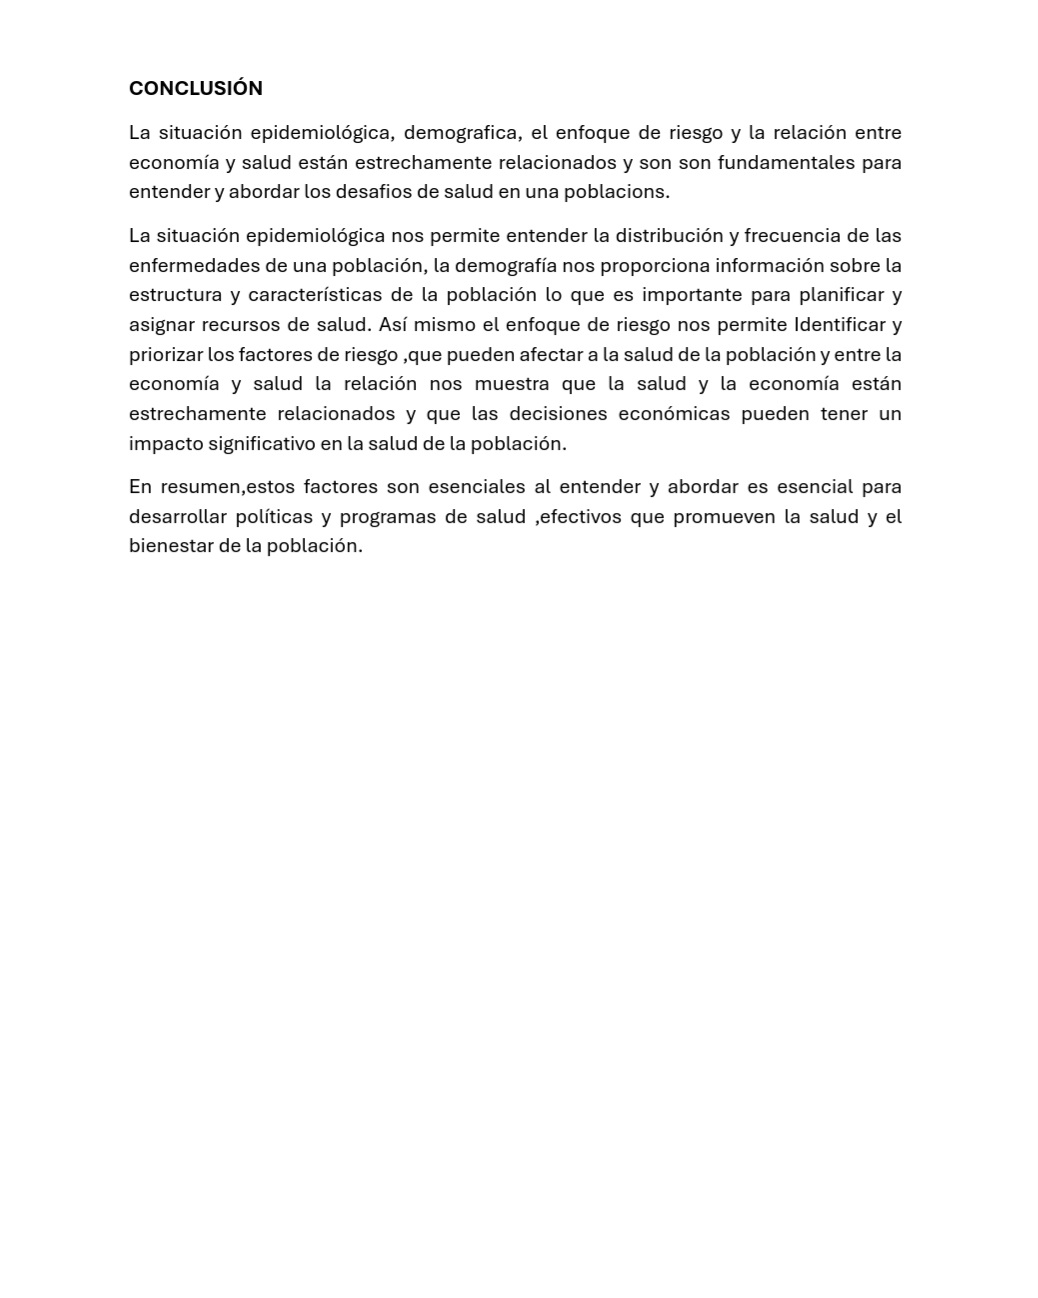 CONCLUSIÓN
La situación epidemiológica, demografica, el enfoque de riesgo y la relación entre
economía y salud están estrechamente relacionados y son son fundamentales para
entender y abordar los desafios de salud en una poblacions.
La situación epidemiológica nos permite entender la distribución y frecuencia de las
enfermedades de una población, la demografía nos proporciona información sobre la
estructura y características de la población lo que es importante para planificar y
asignar recursos de salud. Así mismo el enfoque de riesgo nos permite Identificar y
priorizar los factores de riesgo ,que pueden afectar a la salud de la población y entre la
economía y salud la relación nos muestra que la salud y la economía están
estrechamente relacionados y que las decisiones económicas pueden tener un
impacto significativo en la salud de la población.
En resumen,estos factores son esenciales al entender y abordar es esencial para
desarrollar políticas y programas de salud ,efectivos que promueven la salud y el
bienestar de la población.